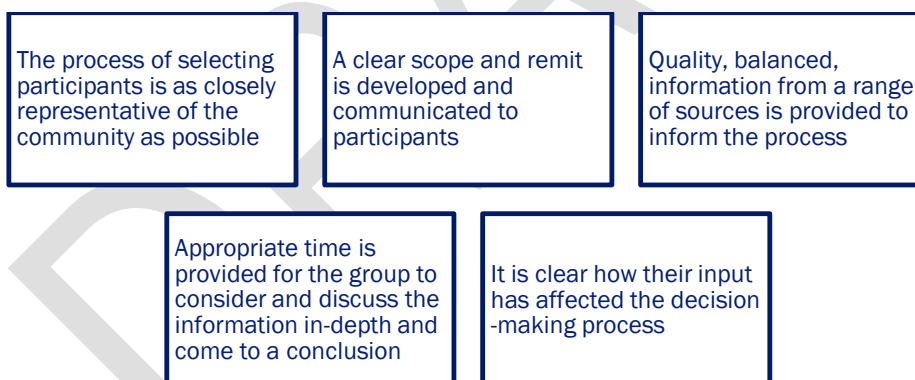 The process of selecting
participants is as closely
representative of the
community as possible
A clear scope and remit
is developed and
communicated to
participants
Quality, balanced,
information from a range
of sources is provided to
inform the process
Appropriate time is
provided for the group to
consider and discuss the
information in-depth and
come to a conclusion
It is clear how their input
has affected the decision
-making process